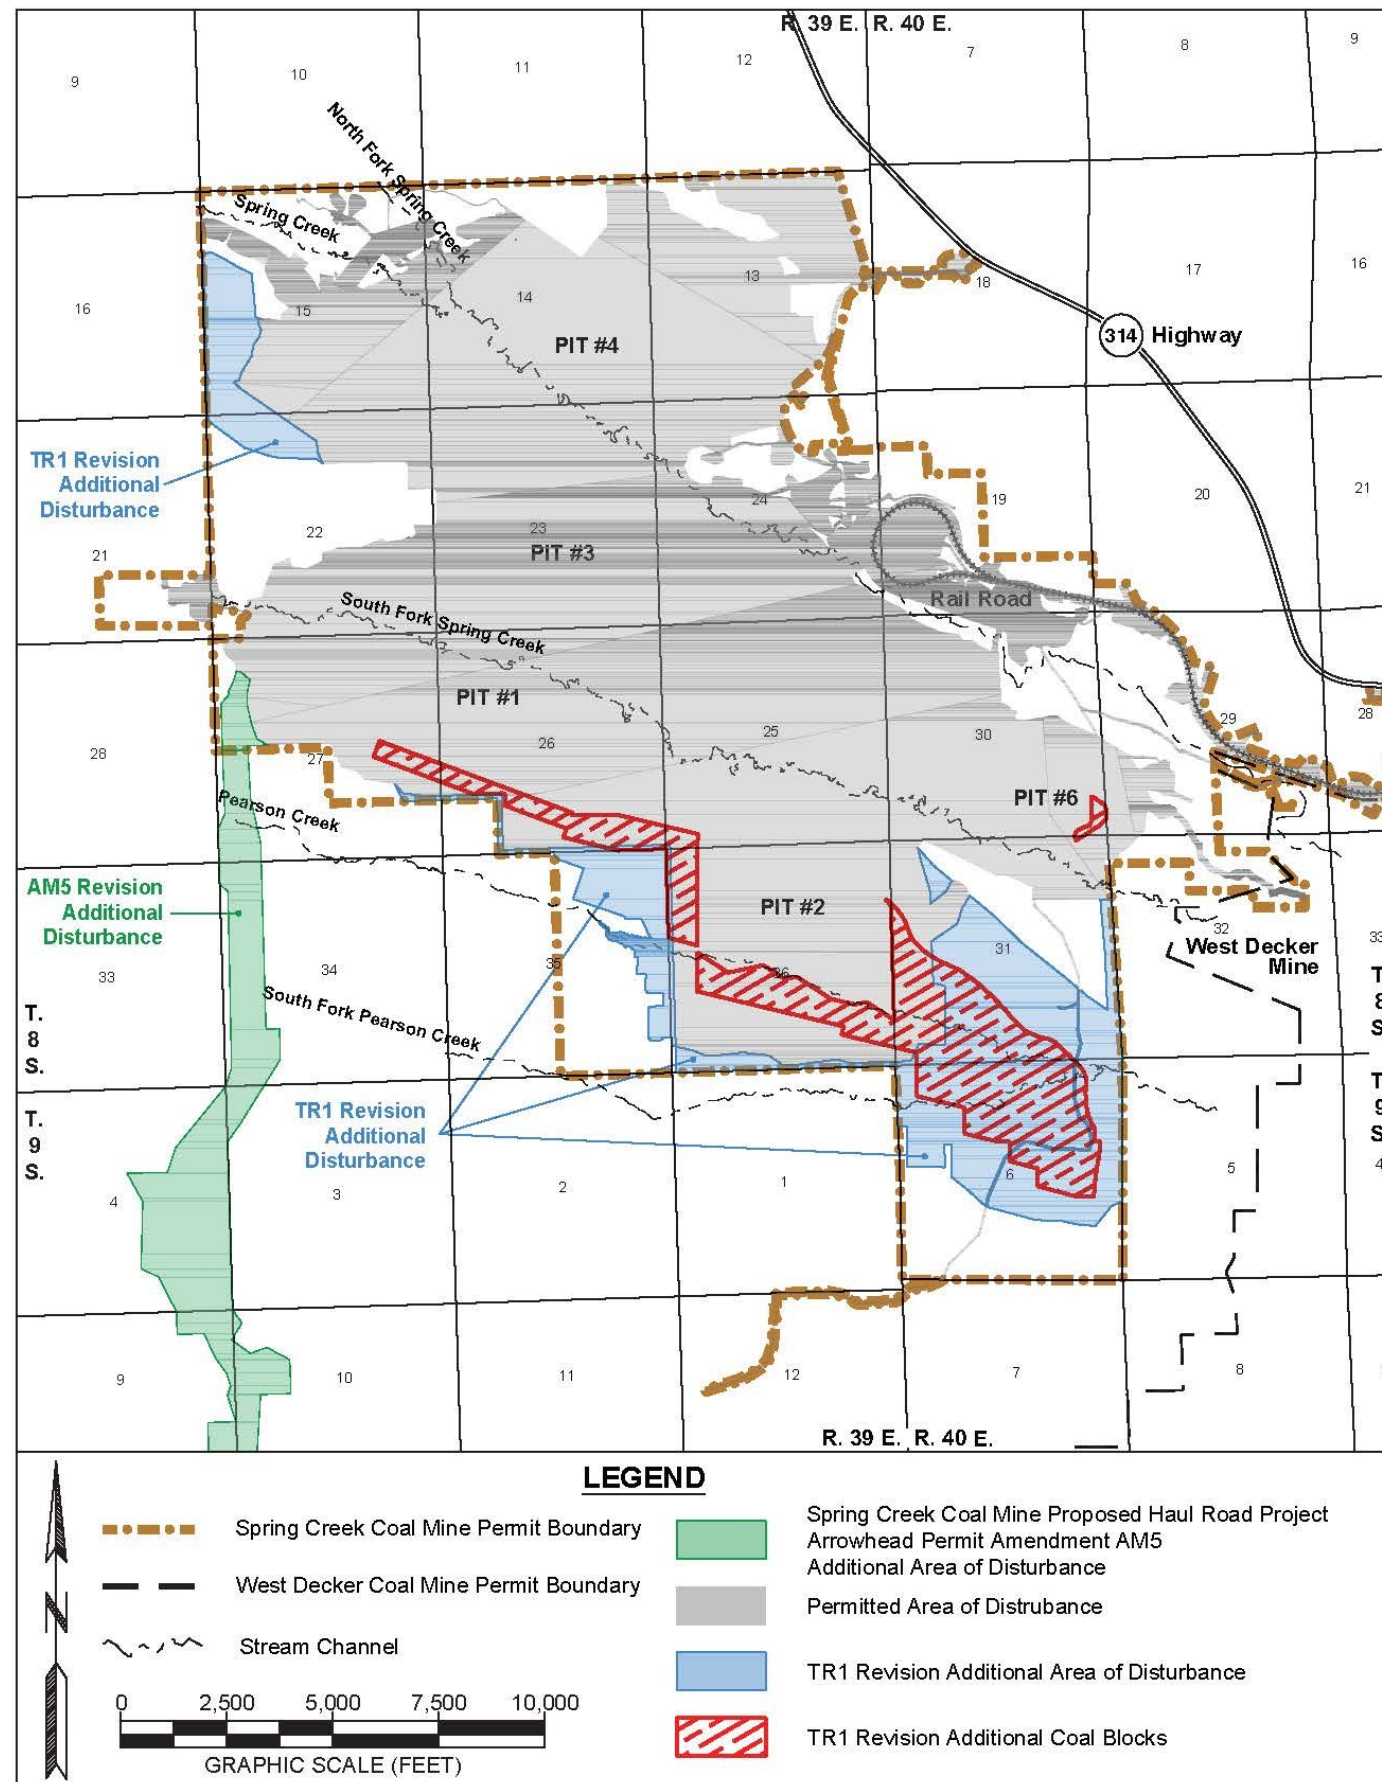 R. 39 E. R. 40 E.
9
10
11
12
7
8
9
North Fork Spring Creek
Spring Creek
16
15
14
13
18
17
16
PIT #4
314 Highway
TR1 Revision
Additional
Disturbance
21
22
23
24
19
20
21
PIT #3
Rail Road
South Fork Spring Creek
PIT #1
28
27
26
25
30
29
28
PIT #6
Pearson Creek
AM5 Revision
Additional
Disturbance
PIT #2
33
34
35
36
31
32
33
West Decker
Mine
South Fork Pearson Creek
T.
8
S.
T.
8
S.
T.
9
S.
T.
9
S.
TR1 Revision
Additional
Disturbance
4
3
2
1
6
5
4
9
10
11
12
7
8
R. 39 E. R. 40 E.
LEGEND
Spring Creek Coal Mine Permit Boundary
West Decker Coal Mine Permit Boundary
Stream Channel
0 2,500 5,000 7,500 10,000
GRAPHIC SCALE (FEET)
N
Spring Creek Coal Mine Proposed Haul Road Project
Arrowhead Permit Amendment AM5
Additional Area of Disturbance
Permitted Area of Distrubance
TR1 Revision Additional Area of Disturbance
TR1 Revision Additional Coal Blocks